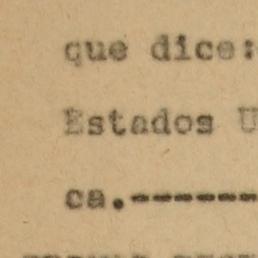 que dice:
Estados U
ca.-------